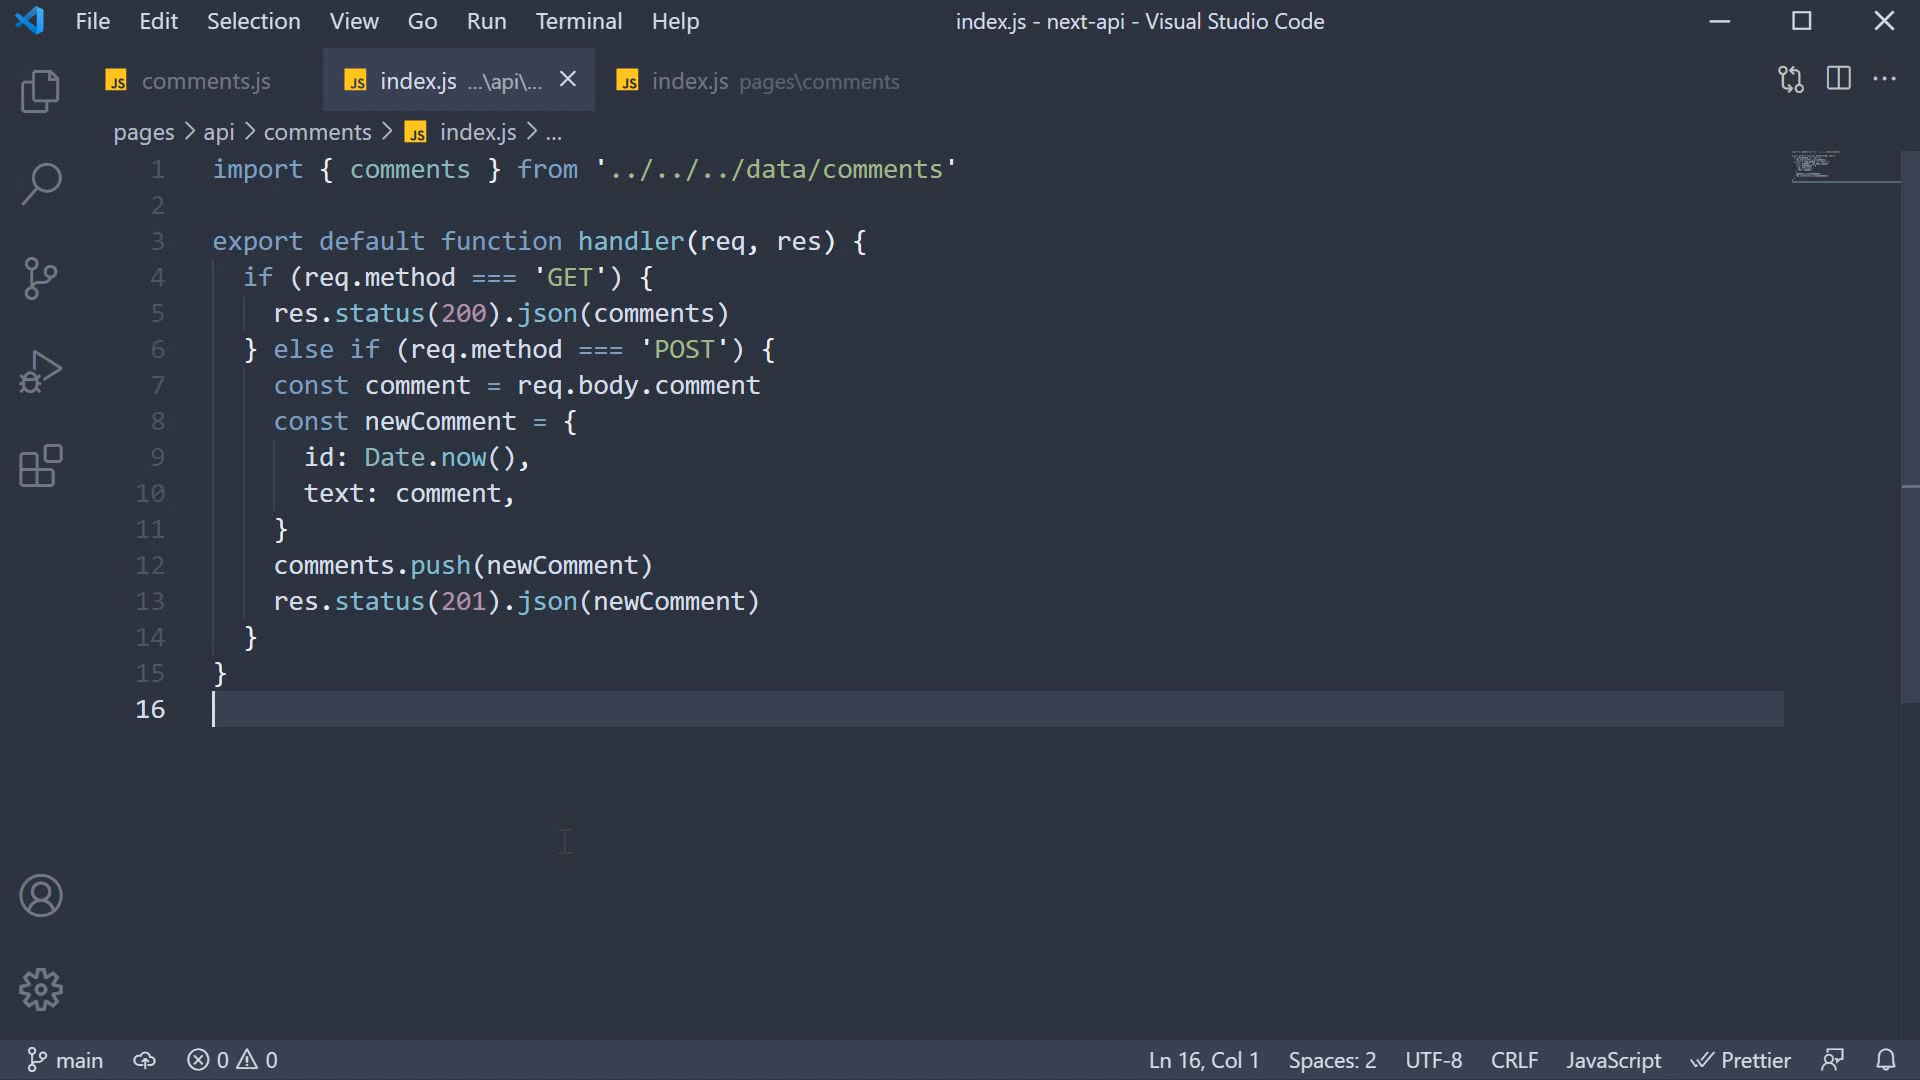 File Edit Selection View Go Run Terminal Help index.js - next-api - Visual Studio Code
JS comments.js JS index.js ...\api\... JS index.js pages\comments
pages > api > comments > JS index.js > ...
1 import { comments } from '../../../data/comments'
2
3 export default function handler(req, res) {
4 if (req.method === 'GET') {
5 res.status(200).json(comments)
6 } else if (req.method === 'POST') {
7 const comment = req.body.comment
8 const newComment = {
9 id: Date.now(),
10 text: comment,
11 }
12 comments.push(newComment)
13 res.status(201).json(newComment)
14 }
15 }
16
main 0 0 Ln 16, Col 1 Spaces: 2 UTF-8 CRLF JavaScript Prettier